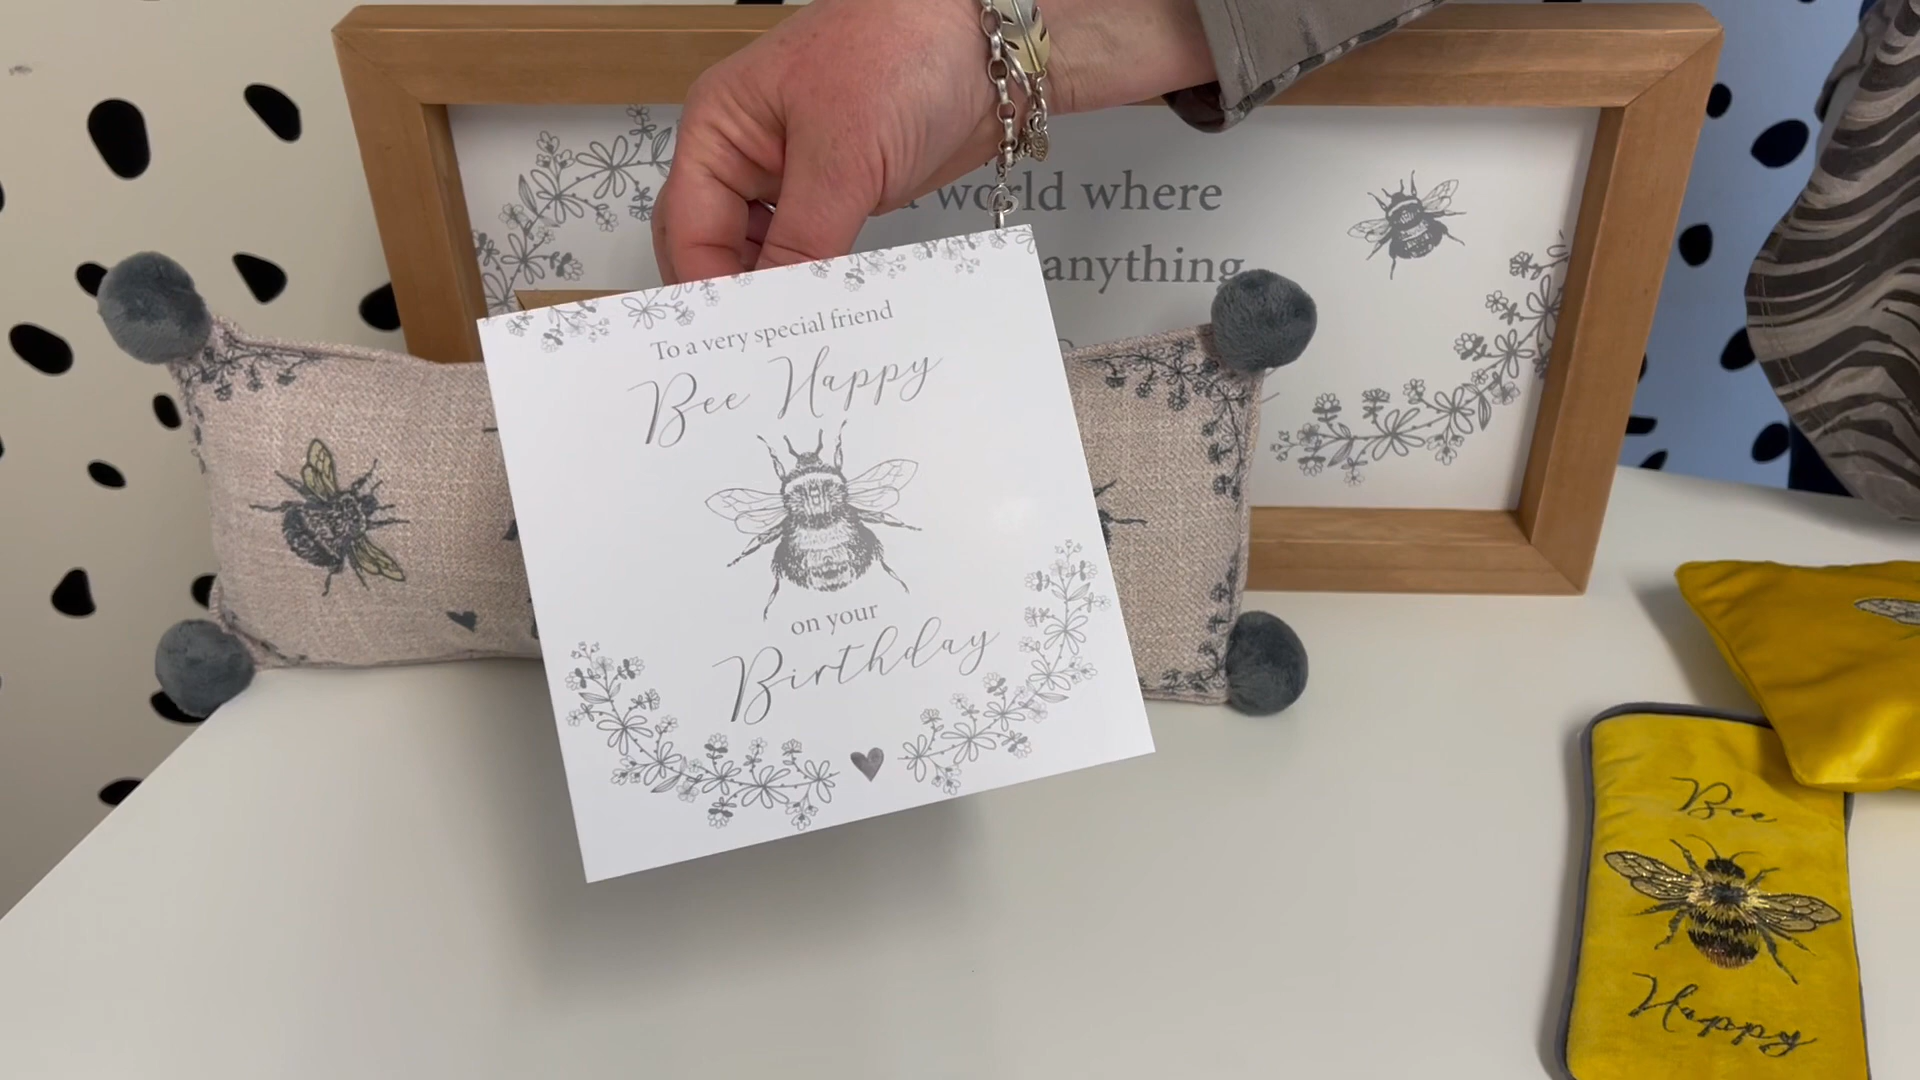 world where
anything
To a very special friend
Bee Happy
on your
Birthday
Bee
Happy